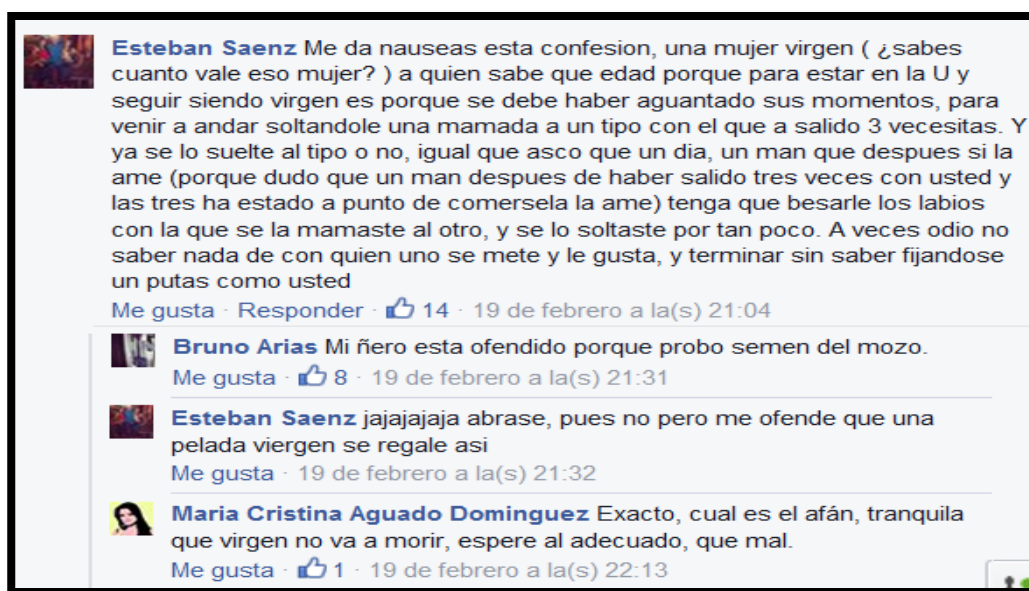 Esteban Saenz Me da nauseas esta confesion, una mujer virgen ( ¿sabes
cuanto vale eso mujer? ) a quien sabe que edad porque para estar en la U y
seguir siendo virgen es porque se debe haber aguantado sus momentos, para
venir a andar soltandole una mamada a un tipo con el que a salido 3 vecesitas. Y
ya se lo suelte al tipo o no, igual que asco que un dia, un man que despues si la
ame (porque dudo que un man despues de haber salido tres veces con usted y
las tres ha estado a punto de comersela la ame) tenga que besarle los labios
con la que se la mamaste al otro, y se lo soltaste por tan poco. A veces odio no
saber nada de con quien uno se mete y le gusta, y terminar sin saber fijandose
un putas como usted
Me gusta · Responder · 14 · 19 de febrero a la(s) 21:04
Bruno Arias Mi ñero esta ofendido porque probo semen del mozo.
Me gusta · 8 · 19 de febrero a la(s) 21:31
Esteban Saenz jajajajaja abrase, pues no pero me ofende que una
pelada viergen se regale asi
Me gusta · 19 de febrero a la(s) 21:32
Maria Cristina Aguado Dominguez Exacto, cual es el afán, tranquila
que virgen no va a morir, espere al adecuado, que mal.
Me gusta · 1 · 19 de febrero a la(s) 22:13